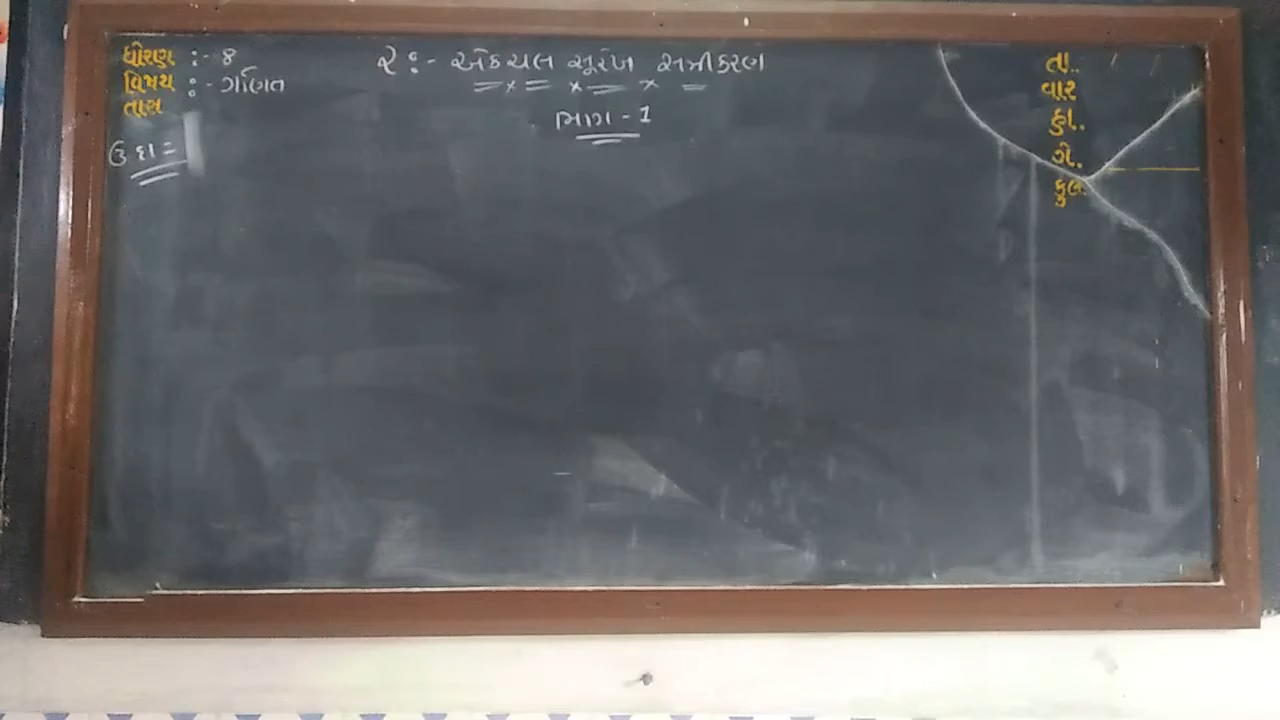 ધોરણ :- 8
વિષય :- ગણિત
તાસ
૨ :- એકચલ સૂરેખ સમીકરણ
ભાગ - 1
ઉદા =
તા..
વાર
હા..
ગે..
કુલ.